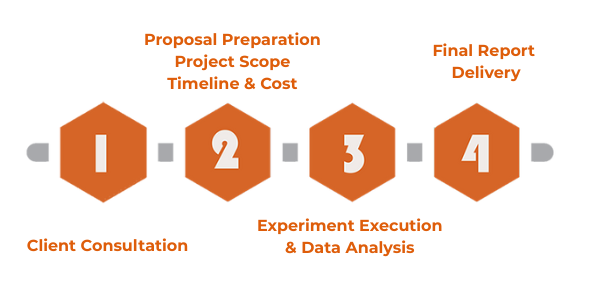 Proposal Preparation
Project Scope
Timeline & Cost
Final Report
Delivery
1
2
3
4
Client Consultation
Experiment Execution
& Data Analysis